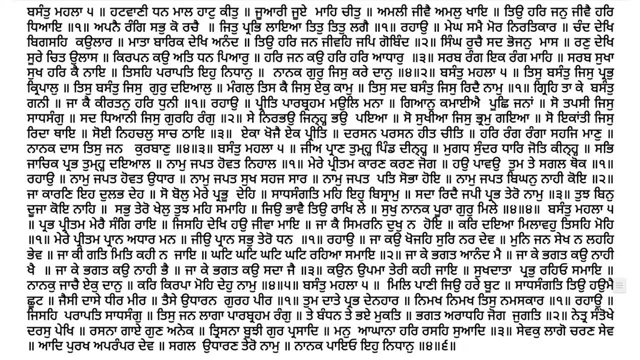 ਬਸੰਤੁ ਮਹਲਾ ੫ ॥ ਹਟਵਾਣੀ ਧਨ ਮਾਲ ਹਾਟੁ ਕੀਤੁ ॥ ਜੂਆਰੀ ਜੂਏ ਮਾਹਿ ਚੀਤੁ ॥ ਅਮਲੀ ਜੀਵੈ ਅਮਲੁ ਖਾਇ ॥ ਤਿਉ ਹਰਿ ਜਨੁ ਜੀਵੈ ਹਰਿ
ਧਿਆਇ ॥੧॥ ਅਪਨੈ ਰੰਗਿ ਸਭੁ ਕੋ ਰਚੈ ॥ ਜਿਤੁ ਪ੍ਰਭਿ ਲਾਇਆ ਤਿਤੁ ਤਿਤੁ ਲਗੈ ॥੧॥ ਰਹਾਉ ॥ ਮੇਘ ਸਮੈ ਮੋਰ ਨਿਰਤਿਕਾਰ ॥ ਚੰਦ ਦੇਖਿ
ਬਿਗਸਹਿ ਕਉਲਾਰ ॥ ਮਾਤਾ ਬਾਰਿਕ ਦੇਖਿ ਅਨੰਦ ॥ ਤਿਉ ਹਰਿ ਜਨ ਜੀਵਹਿ ਜਪਿ ਗੋਬਿੰਦ ॥੨॥ ਸਿੰਘ ਰੁਚੈ ਸਦ ਭੋਜਨੁ ਮਾਸ ॥ ਰਣੁ ਦੇਖਿ
ਸੂਰੇ ਚਿਤ ਉਲਾਸ ॥ ਕਿਰਪਨ ਕਉ ਅਤਿ ਧਨ ਪਿਆਰੁ ॥ ਹਰਿ ਜਨ ਕਉ ਹਰਿ ਹਰਿ ਆਧਾਰੁ ॥੩॥ ਸਰਬ ਰੰਗ ਇਕ ਰੰਗ ਮਾਹਿ ॥ ਸਰਬ ਸੁਖਾ
ਸੁਖ ਹਰਿ ਕੈ ਨਾਇ ॥ ਤਿਸਹਿ ਪਰਾਪਤਿ ਇਹੁ ਨਿਧਾਨੁ ॥ ਨਾਨਕ ਗੁਰੁ ਜਿਸੁ ਕਰੇ ਦਾਨੁ ॥੪॥੨॥ ਬਸੰਤੁ ਮਹਲਾ ੫ ॥ ਤਿਸੁ ਬਸੰਤੁ ਜਿਸੁ ਪ੍ਰਭੁ
ਕ੍ਰਿਪਾਲੁ ॥ ਤਿਸੁ ਬਸੰਤੁ ਜਿਸੁ ਗੁਰੁ ਦਇਆਲੁ ॥ ਮੰਗਲੁ ਤਿਸ ਕੈ ਜਿਸੁ ਏਕੁ ਕਾਮੁ ॥ ਤਿਸੁ ਸਦ ਬਸੰਤੁ ਜਿਸੁ ਰਿਦੈ ਨਾਮੁ ॥੧॥ ਗ੍ਰਿਹਿ ਤਾ ਕੇ ਬਸੰਤੁ
ਗਨੀ ॥ ਜਾ ਕੈ ਕੀਰਤਨੁ ਹਰਿ ਧੁਨੀ ॥੧॥ ਰਹਾਉ ॥ ਪ੍ਰੀਤਿ ਪਾਰਬ੍ਰਹਮ ਮਉਲਿ ਮਨਾ ॥ ਗਿਆਨੁ ਕਮਾਈਐ ਪੂਛਿ ਜਨਾਂ ॥ ਸੋ ਤਪਸੀ ਜਿਸੁ
ਸਾਧਸੰਗੁ ॥ ਸਦ ਧਿਆਨੀ ਜਿਸੁ ਗੁਰਹਿ ਰੰਗੁ ॥੨॥ ਸੇ ਨਿਰਭਉ ਜਿਨ੍ਹ੍ਹ ਭਉ ਪਇਆ ॥ ਸੋ ਸੁਖੀਆ ਜਿਸੁ ਭ੍ਰਮੁ ਗਇਆ ॥ ਸੋ ਇਕਾਂਤੀ ਜਿਸੁ
ਰਿਦਾ ਥਾਇ ॥ ਸੋਈ ਨਿਹਚਲੁ ਸਾਚ ਠਾਇ ॥੩॥ ਏਕਾ ਖੋਜੈ ਏਕ ਪ੍ਰੀਤਿ ॥ ਦਰਸਨ ਪਰਸਨ ਹੀਤ ਚੀਤਿ ॥ ਹਰਿ ਰੰਗ ਰੰਗਾ ਸਹਜਿ ਮਾਣੁ ॥
ਨਾਨਕ ਦਾਸ ਤਿਸੁ ਜਨ ਕੁਰਬਾਣੁ ॥੪॥੩॥ ਬਸੰਤੁ ਮਹਲਾ ੫ ॥ ਜੀਅ ਪ੍ਰਾਣ ਤੁਮ੍ਹ੍ਹ ਪਿੰਡ ਦੀਨ੍ਹ੍ਹ ॥ ਮੁਗਧ ਸੁੰਦਰ ਧਾਰਿ ਜੋਤਿ ਕੀਨ੍ਹ੍ਹ ॥ ਸਭਿ
ਜਾਚਿਕ ਪ੍ਰਭ ਤੁਮ੍ਹ੍ਹ ਦਇਆਲ ॥ ਨਾਮੁ ਜਪਤ ਹੋਵਤ ਨਿਹਾਲ ॥੧॥ ਮੇਰੇ ਪ੍ਰੀਤਮ ਕਾਰਣ ਕਰਣ ਜੋਗ ॥ ਹਉ ਪਾਵਉ ਤੁਮ ਤੇ ਸਗਲ ਥੋਕ ॥੧॥
ਰਹਾਉ ॥ ਨਾਮੁ ਜਪਤ ਹੋਵਤ ਉਧਾਰ ॥ ਨਾਮੁ ਜਪਤ ਸੁਖ ਸਹਜ ਸਾਰ ॥ ਨਾਮੁ ਜਪਤ ਪਤਿ ਸੋਭਾ ਹੋਇ ॥ ਨਾਮੁ ਜਪਤ ਬਿਘਨੁ ਨਾਹੀ ਕੋਇ ॥੨॥
ਜਾ ਕਾਰਣਿ ਇਹ ਦੁਲਭ ਦੇਹ ॥ ਸੋ ਬੋਲੁ ਮੇਰੇ ਪ੍ਰਭੂ ਦੇਹਿ ॥ ਸਾਧਸੰਗਤਿ ਮਹਿ ਇਹੁ ਬਿਸ੍ਰਾਮੁ ॥ ਸਦਾ ਰਿਦੈ ਜਪੀ ਪ੍ਰਭ ਤੇਰੋ ਨਾਮੁ ॥੩॥ ਤੁਝ ਬਿਨੁ
ਦੂਜਾ ਕੋਇ ਨਾਹਿ ॥ ਸਭੁ ਤੇਰੋ ਖੇਲੁ ਤੁਝ ਮਹਿ ਸਮਾਹਿ ॥ ਜਿਉ ਭਾਵੈ ਤਿਉ ਰਾਖਿ ਲੇ ॥ ਸੁਖੁ ਨਾਨਕ ਪੂਰਾ ਗੁਰੁ ਮਿਲੇ ॥੪॥੪॥ ਬਸੰਤੁ ਮਹਲਾ ੫
॥ ਪ੍ਰਭ ਪ੍ਰੀਤਮ ਮੇਰੈ ਸੰਗਿ ਰਾਇ ॥ ਜਿਸਹਿ ਦੇਖਿ ਹਉ ਜੀਵਾ ਮਾਇ ॥ ਜਾ ਕੈ ਸਿਮਰਨਿ ਦੁਖੁ ਨ ਹੋਇ ॥ ਕਰਿ ਦਇਆ ਮਿਲਾਵਹੁ ਤਿਸਹਿ ਮੋਹਿ
॥੧॥ ਮੇਰੇ ਪ੍ਰੀਤਮ ਪ੍ਰਾਨ ਅਧਾਰ ਮਨ ॥ ਜੀਉ ਪ੍ਰਾਨ ਸਭੁ ਤੇਰੋ ਧਨ ॥੧॥ ਰਹਾਉ ॥ ਜਾ ਕਉ ਖੋਜਹਿ ਸੁਰਿ ਨਰ ਦੇਵ ॥ ਮੁਨਿ ਜਨ ਸੇਖ ਨ ਲਹਹਿ
ਭੇਵ ॥ ਜਾ ਕੀ ਗਤਿ ਮਿਤਿ ਕਹੀ ਨ ਜਾਇ ॥ ਘਟਿ ਘਟਿ ਘਟਿ ਘਟਿ ਰਹਿਆ ਸਮਾਇ ॥੨॥ ਜਾ ਕੇ ਭਗਤ ਆਨੰਦ ਮੈ ॥ ਜਾ ਕੇ ਭਗਤ ਕਉ ਨਾਹੀ
ਖੈ ॥ ਜਾ ਕੇ ਭਗਤ ਕਉ ਨਾਹੀ ਭੈ ॥ ਜਾ ਕੇ ਭਗਤ ਕਉ ਸਦਾ ਜੈ ॥੩॥ ਕਉਨ ਉਪਮਾ ਤੇਰੀ ਕਹੀ ਜਾਇ ॥ ਸੁਖਦਾਤਾ ਪ੍ਰਭੁ ਰਹਿਓ ਸਮਾਇ ॥
ਨਾਨਕੁ ਜਾਚੈ ਏਕੁ ਦਾਨੁ ॥ ਕਰਿ ਕਿਰਪਾ ਮੋਹਿ ਦੇਹੁ ਨਾਮੁ ॥੪॥੫॥ ਬਸੰਤੁ ਮਹਲਾ ੫ ॥ ਮਿਲਿ ਪਾਣੀ ਜਿਉ ਹਰੇ ਬੂਟ ॥ ਸਾਧਸੰਗਤਿ ਤਿਉ ਹਉਮੈ
ਛੂਟ ॥ ਜੈਸੀ ਦਾਸੇ ਧੀਰ ਮੀਰ ॥ ਤੈਸੇ ਉਧਾਰਨ ਗੁਰਹ ਪੀਰ ॥੧॥ ਤੁਮ ਦਾਤੇ ਪ੍ਰਭ ਦੇਨਹਾਰ ॥ ਨਿਮਖ ਨਿਮਖ ਤਿਸੁ ਨਮਸਕਾਰ ॥੧॥ ਰਹਾਉ ॥
ਜਿਸਹਿ ਪਰਾਪਤਿ ਸਾਧਸੰਗੁ ॥ ਤਿਸੁ ਜਨ ਲਾਗਾ ਪਾਰਬ੍ਰਹਮ ਰੰਗੁ ॥ ਤੇ ਬੰਧਨ ਤੇ ਭਏ ਮੁਕਤਿ ॥ ਭਗਤ ਅਰਾਧਹਿ ਜੋਗ ਜੁਗਤਿ ॥੨॥ ਨੇਤ੍ਰ ਸੰਤੋਖੇ
ਦਰਸੁ ਪੇਖਿ ॥ ਰਸਨਾ ਗਾਏ ਗੁਣ ਅਨੇਕ ॥ ਤ੍ਰਿਸਨਾ ਬੂਝੀ ਗੁਰ ਪ੍ਰਸਾਦਿ ॥ ਮਨੁ ਆਘਾਨਾ ਹਰਿ ਰਸਹਿ ਸੁਆਦਿ ॥੩॥ ਸੇਵਕੁ ਲਾਗੋ ਚਰਣ ਸੇਵ
॥ ਆਦਿ ਪੁਰਖ ਅਪਰੰਪਰ ਦੇਵ ॥ ਸਗਲ ਉਧਾਰਣ ਤੇਰੋ ਨਾਮੁ ॥ ਨਾਨਕ ਪਾਇਓ ਇਹੁ ਨਿਧਾਨੁ ॥੪॥੬॥